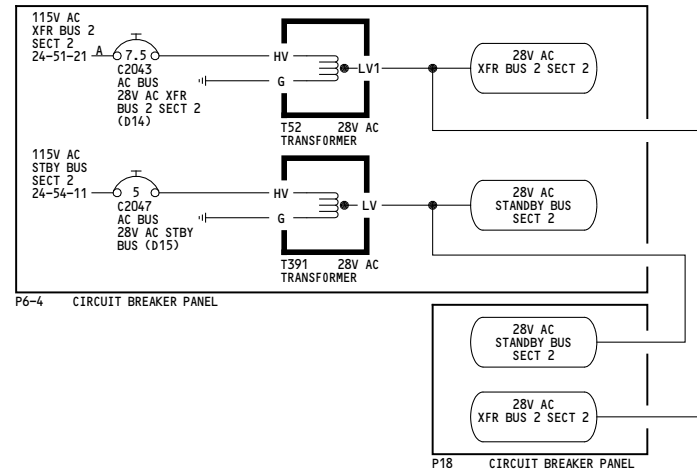 115V AC
XFR BUS 2
SECT 2
24-51-21
A
7.5
C2043
AC BUS
28V AC XFR
BUS 2 SECT 2
(D14)
HV
G
LV1
T52 28V AC
TRANSFORMER
28V AC
XFR BUS 2 SECT 2
115V AC
STBY BUS
SECT 2
24-54-11
5
C2047
AC BUS
28V AC STBY
BUS (D15)
HV
G
LV
T391 28V AC
TRANSFORMER
28V AC
STANDBY BUS
SECT 2
P6-4 CIRCUIT BREAKER PANEL
28V AC
STANDBY BUS
SECT 2
28V AC
XFR BUS 2 SECT 2
P18 CIRCUIT BREAKER PANEL